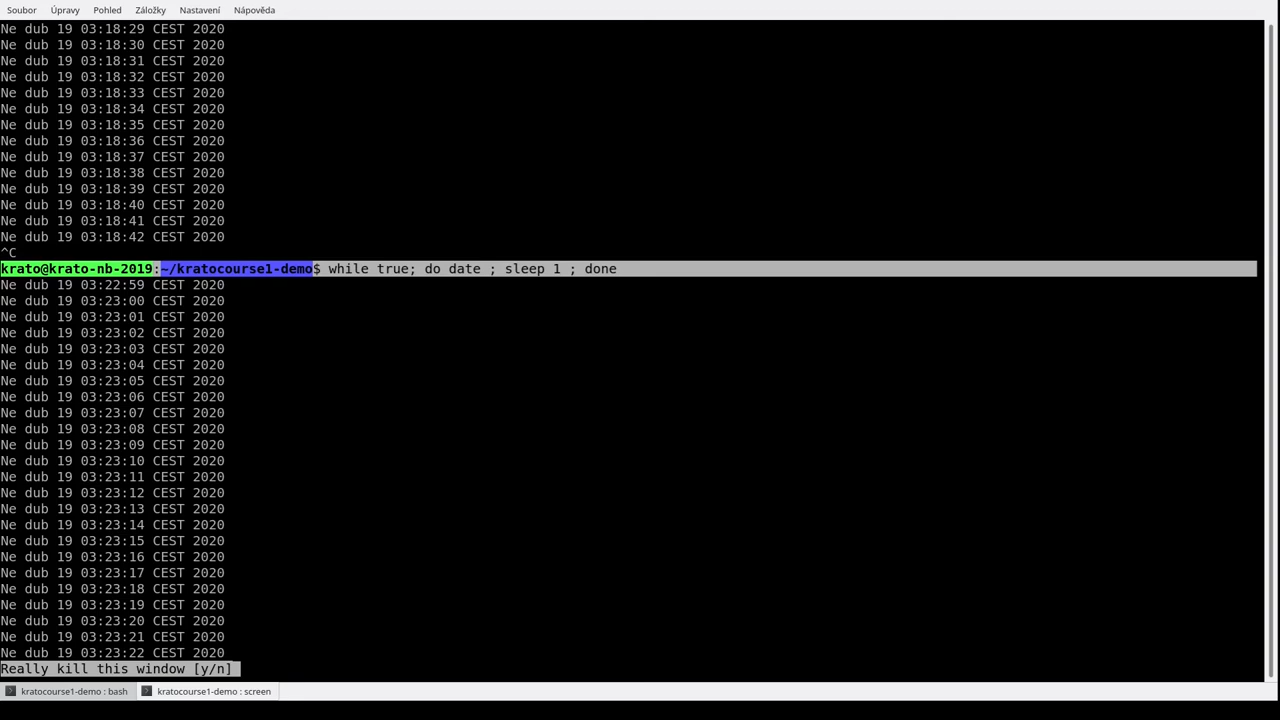 Soubor Úpravy Pohled Záložky Nastavení Nápověda
Ne dub 19 03:18:29 CEST 2020
Ne dub 19 03:18:30 CEST 2020
Ne dub 19 03:18:31 CEST 2020
Ne dub 19 03:18:32 CEST 2020
Ne dub 19 03:18:33 CEST 2020
Ne dub 19 03:18:34 CEST 2020
Ne dub 19 03:18:35 CEST 2020
Ne dub 19 03:18:36 CEST 2020
Ne dub 19 03:18:37 CEST 2020
Ne dub 19 03:18:38 CEST 2020
Ne dub 19 03:18:39 CEST 2020
Ne dub 19 03:18:40 CEST 2020
Ne dub 19 03:18:41 CEST 2020
Ne dub 19 03:18:42 CEST 2020
^C
krato@krato-nb-2019:~/kratocourse1-demo$ while true; do date ; sleep 1 ; done
Ne dub 19 03:22:59 CEST 2020
Ne dub 19 03:23:00 CEST 2020
Ne dub 19 03:23:01 CEST 2020
Ne dub 19 03:23:02 CEST 2020
Ne dub 19 03:23:03 CEST 2020
Ne dub 19 03:23:04 CEST 2020
Ne dub 19 03:23:05 CEST 2020
Ne dub 19 03:23:06 CEST 2020
Ne dub 19 03:23:07 CEST 2020
Ne dub 19 03:23:08 CEST 2020
Ne dub 19 03:23:09 CEST 2020
Ne dub 19 03:23:10 CEST 2020
Ne dub 19 03:23:11 CEST 2020
Ne dub 19 03:23:12 CEST 2020
Ne dub 19 03:23:13 CEST 2020
Ne dub 19 03:23:14 CEST 2020
Ne dub 19 03:23:15 CEST 2020
Ne dub 19 03:23:16 CEST 2020
Ne dub 19 03:23:17 CEST 2020
Ne dub 19 03:23:18 CEST 2020
Ne dub 19 03:23:19 CEST 2020
Ne dub 19 03:23:20 CEST 2020
Ne dub 19 03:23:21 CEST 2020
Ne dub 19 03:23:22 CEST 2020
Really kill this window [y/n]
kratocourse1-demo : bash kratocourse1-demo : screen